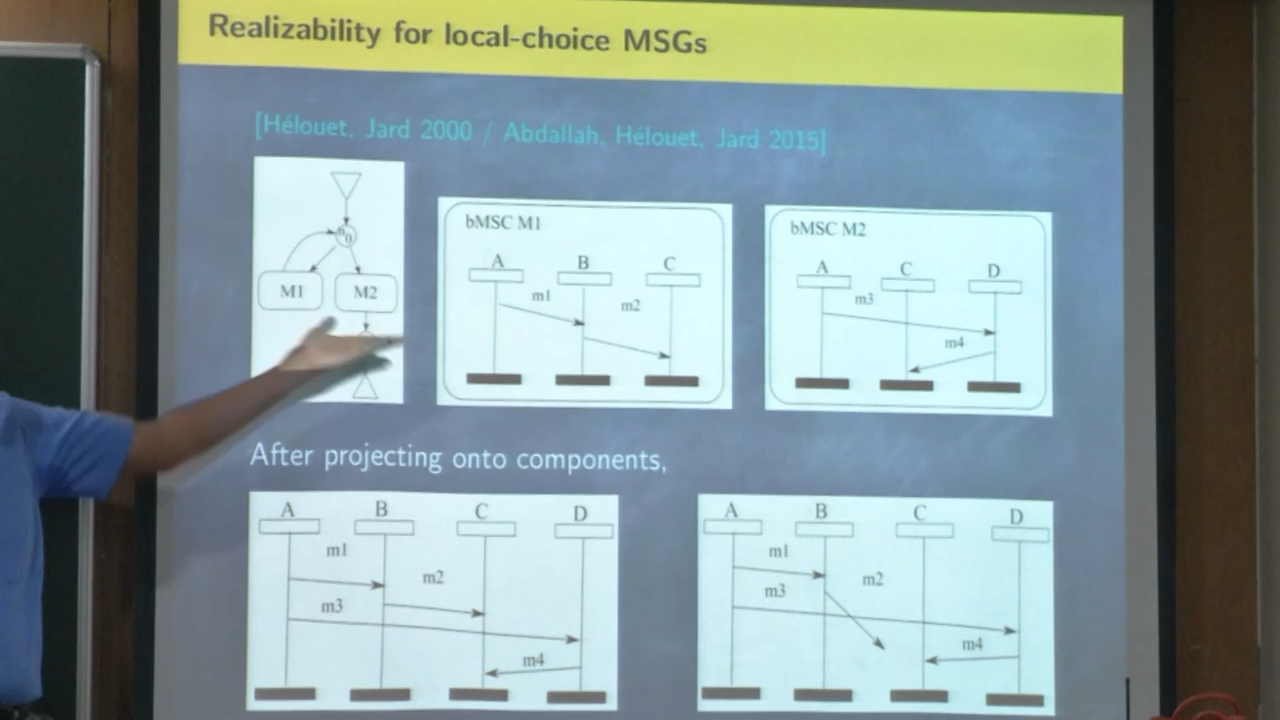 Realizability for local-choice MSGs
[Hélouet, Jard 2000 / Abdallah, Hélouet, Jard 2015]
n0
M1 M2
bMSC M1
A B C
m1
m2
bMSC M2
A C D
m3
m4
After projecting onto components,
A B C D
m1
m2
m3
m4
A B C D
m1
m2
m3
m4